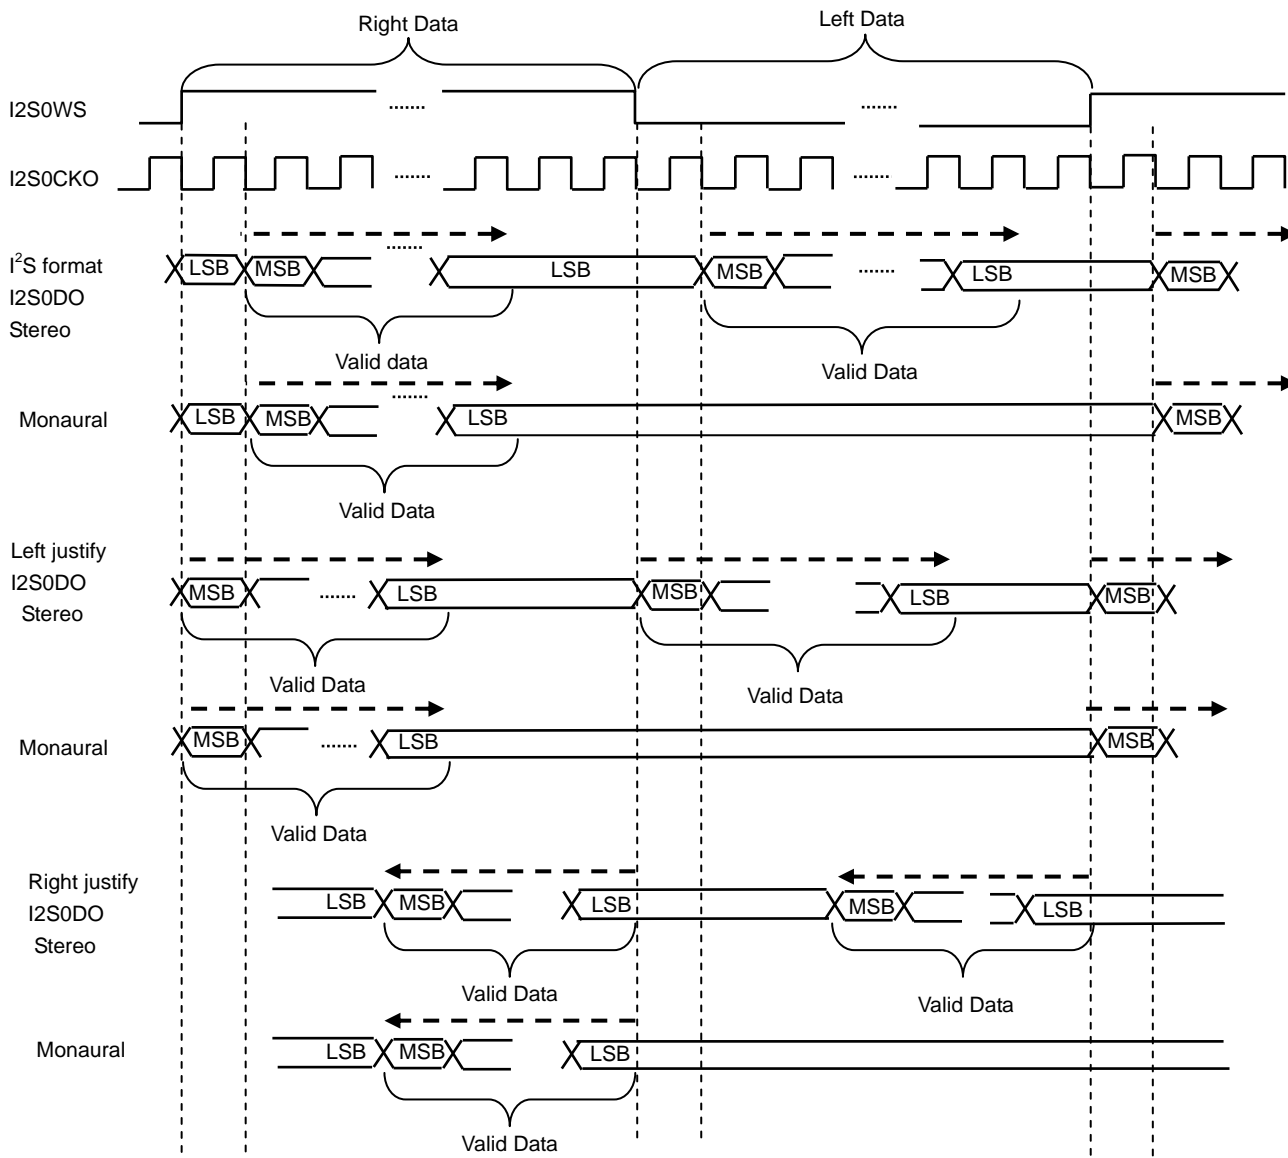 Right Data
Left Data
I2S0WS
........
........
I2S0CKO
........
........
I²S format
I2S0DO
Stereo
LSB
MSB
........
LSB
MSB
........
LSB
MSB
Valid data
Valid Data
Monaural
LSB
MSB
........
LSB
MSB
Valid Data
Left justify
I2S0DO
Stereo
MSB
........
LSB
MSB
LSB
MSB
Valid Data
Valid Data
Monaural
MSB
........
LSB
MSB
Valid Data
Right justify
I2S0DO
Stereo
LSB
MSB
LSB
MSB
LSB
Valid Data
Valid Data
Monaural
LSB
MSB
LSB
Valid Data